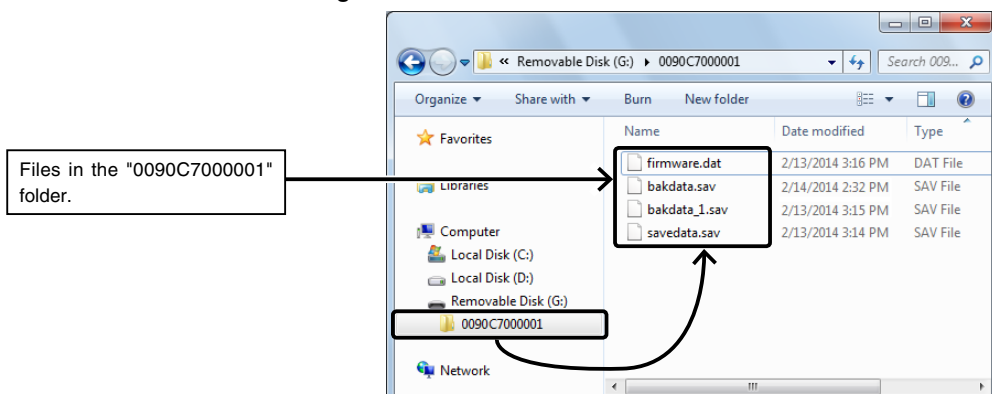 « Removable Disk (G:) ▸ 0090C7000001
Search 009...
Organize ▼ Share with ▼ Burn New folder
Favorites
Libraries
Computer
Local Disk (C:)
Local Disk (D:)
Removable Disk (G:)
0090C7000001
Network
Name Date modified Type
firmware.dat 2/13/2014 3:16 PM DAT File
bakdata.sav 2/14/2014 2:32 PM SAV File
bakdata_1.sav 2/13/2014 3:15 PM SAV File
savedata.sav 2/13/2014 3:14 PM SAV File
Files in the "0090C7000001"
folder.